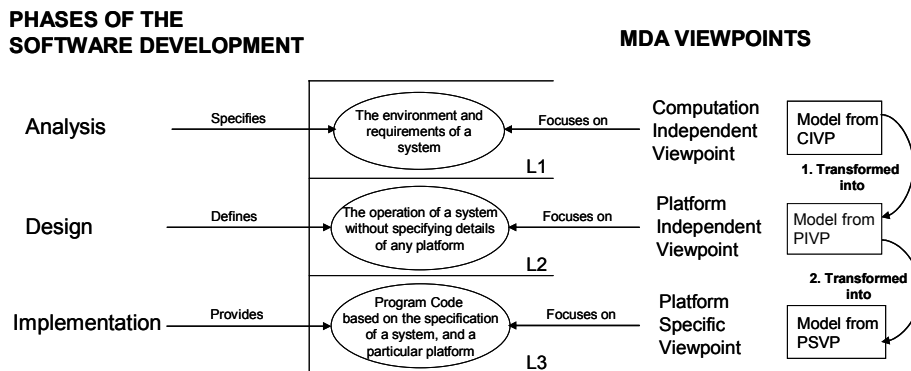 PHASES OF THE
SOFTWARE DEVELOPMENT
MDA VIEWPOINTS
Analysis
Specifies
The environment and
requirements of a
system
L1
Focuses on
Computation
Independent
Viewpoint
Model from
CIVP
1. Transformed
into
Design
Defines
The operation of a system
without specifying details
of any platform
L2
Focuses on
Platform
Independent
Viewpoint
Model from
PIVP
2. Transformed
into
Implementation
Provides
Program Code
based on the specification
of a system, and a
particular platform
L3
Focuses on
Platform
Specific
Viewpoint
Model from
PSVP